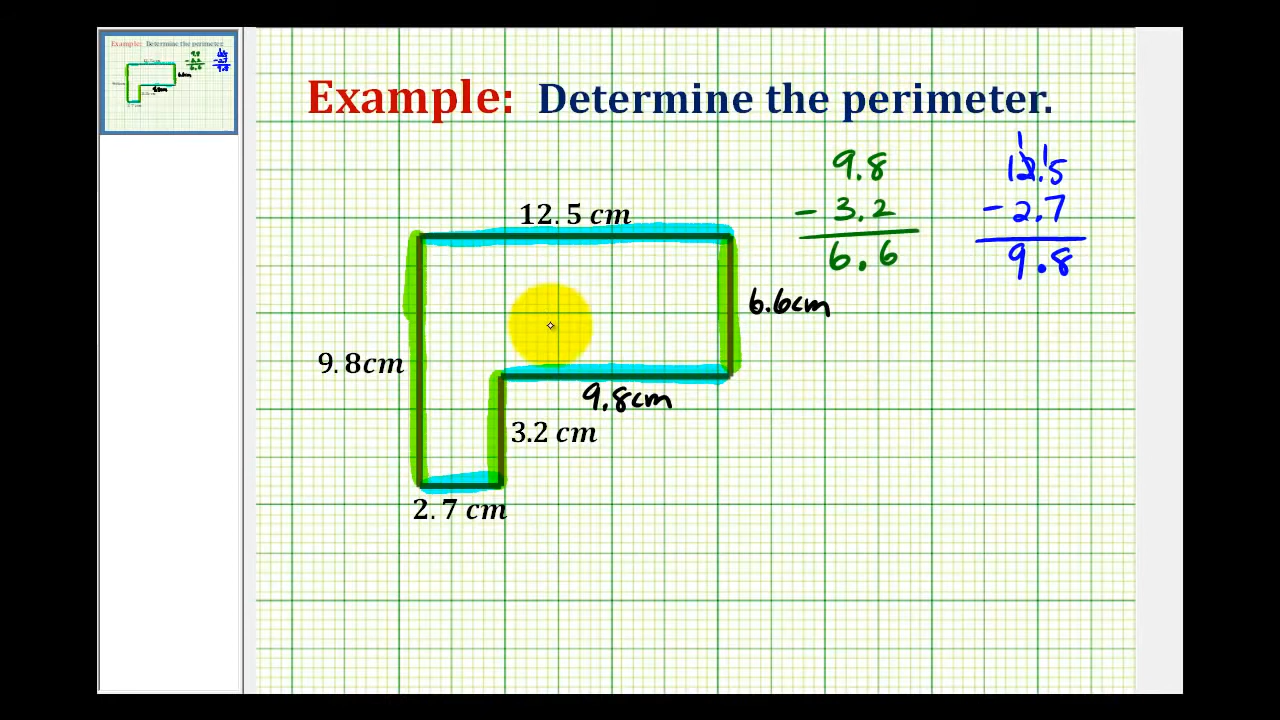 Example: Determine the perimeter.
9.8
- 3.2
6.6
12.5
- 2.7
9.8
12.5 cm
6.6cm
9.8cm
9.8cm
3.2 cm
2.7 cm